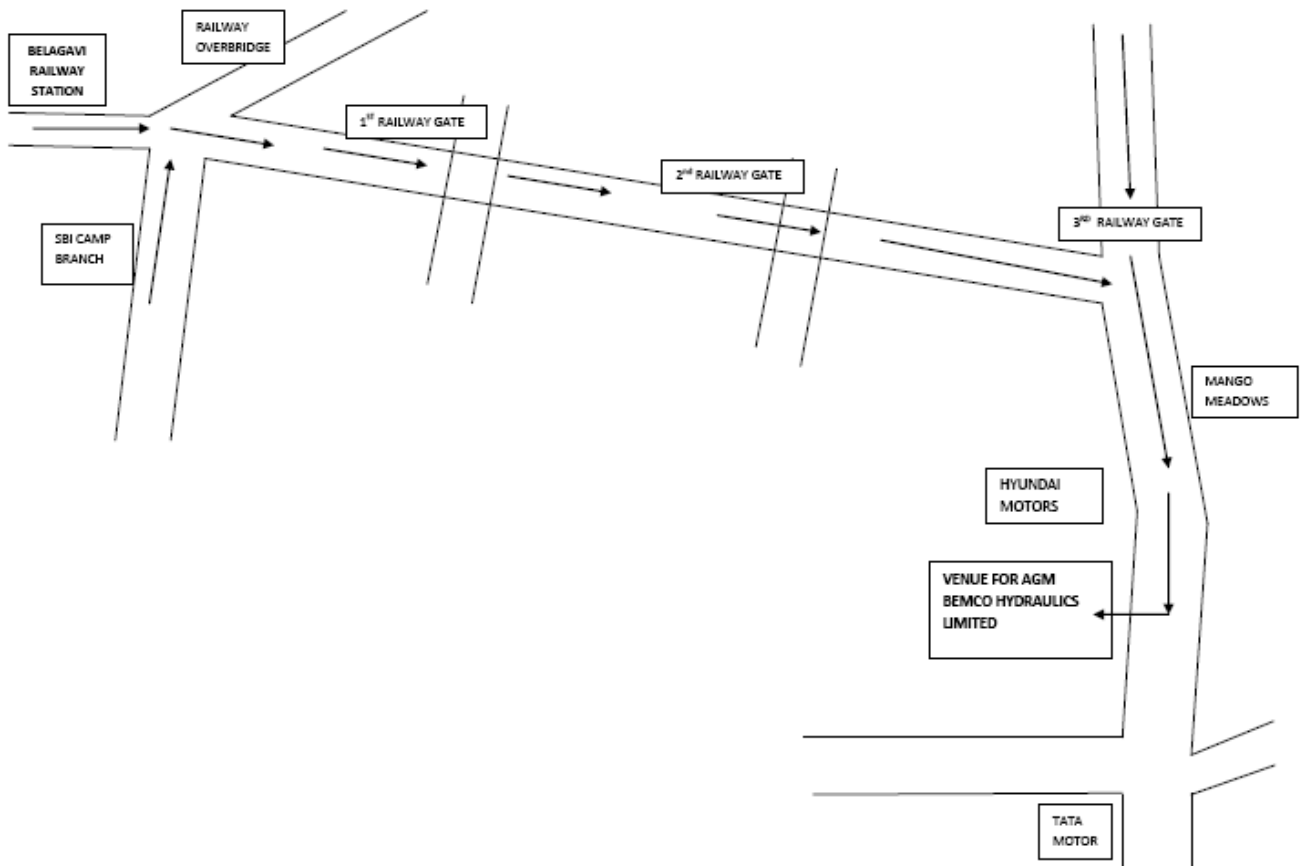 RAILWAY
OVERBRIDGE
BELAGAVI
RAILWAY
STATION
1ST RAILWAY GATE
2nd RAILWAY GATE
3RD RAILWAY GATE
SBI CAMP
BRANCH
MANGO
MEADOWS
HYUNDAI
MOTORS
VENUE FOR AGM
BEMCO HYDRAULICS
LIMITED
TATA
MOTOR